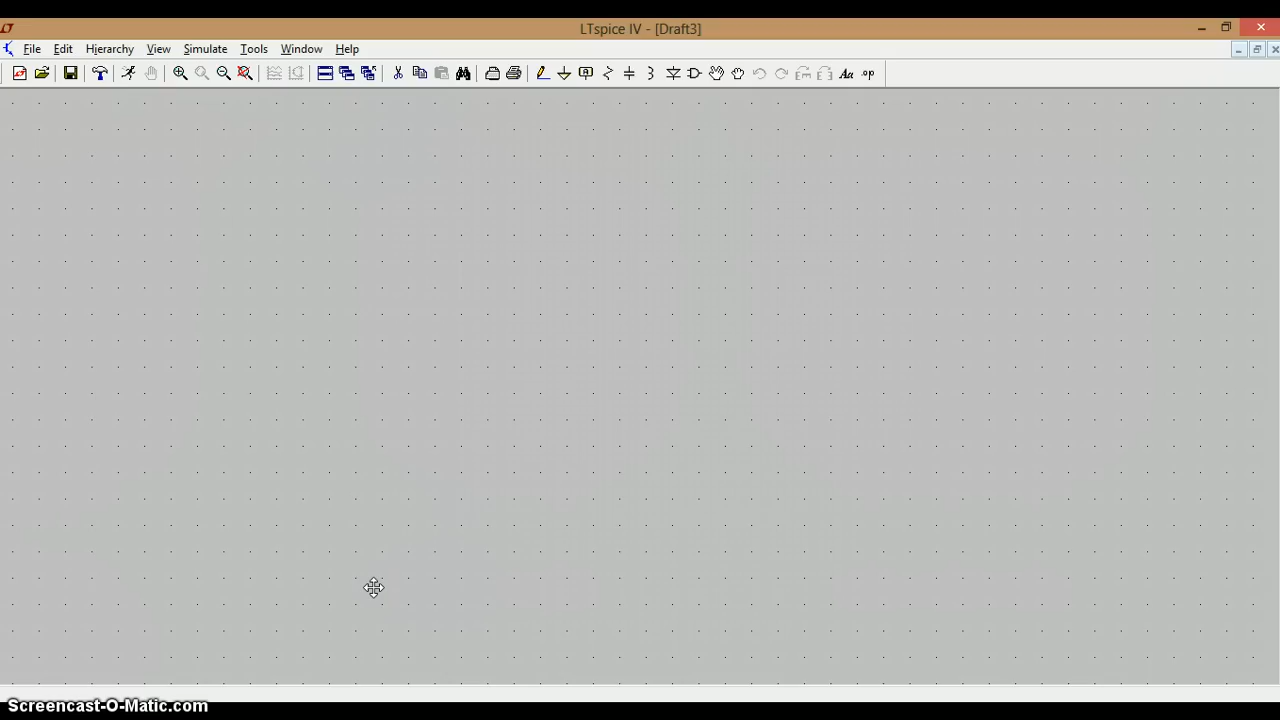 LTspice IV - [Draft3]
File Edit Hierarchy View Simulate Tools Window Help
Aa .op
Screencast-O-Matic.com